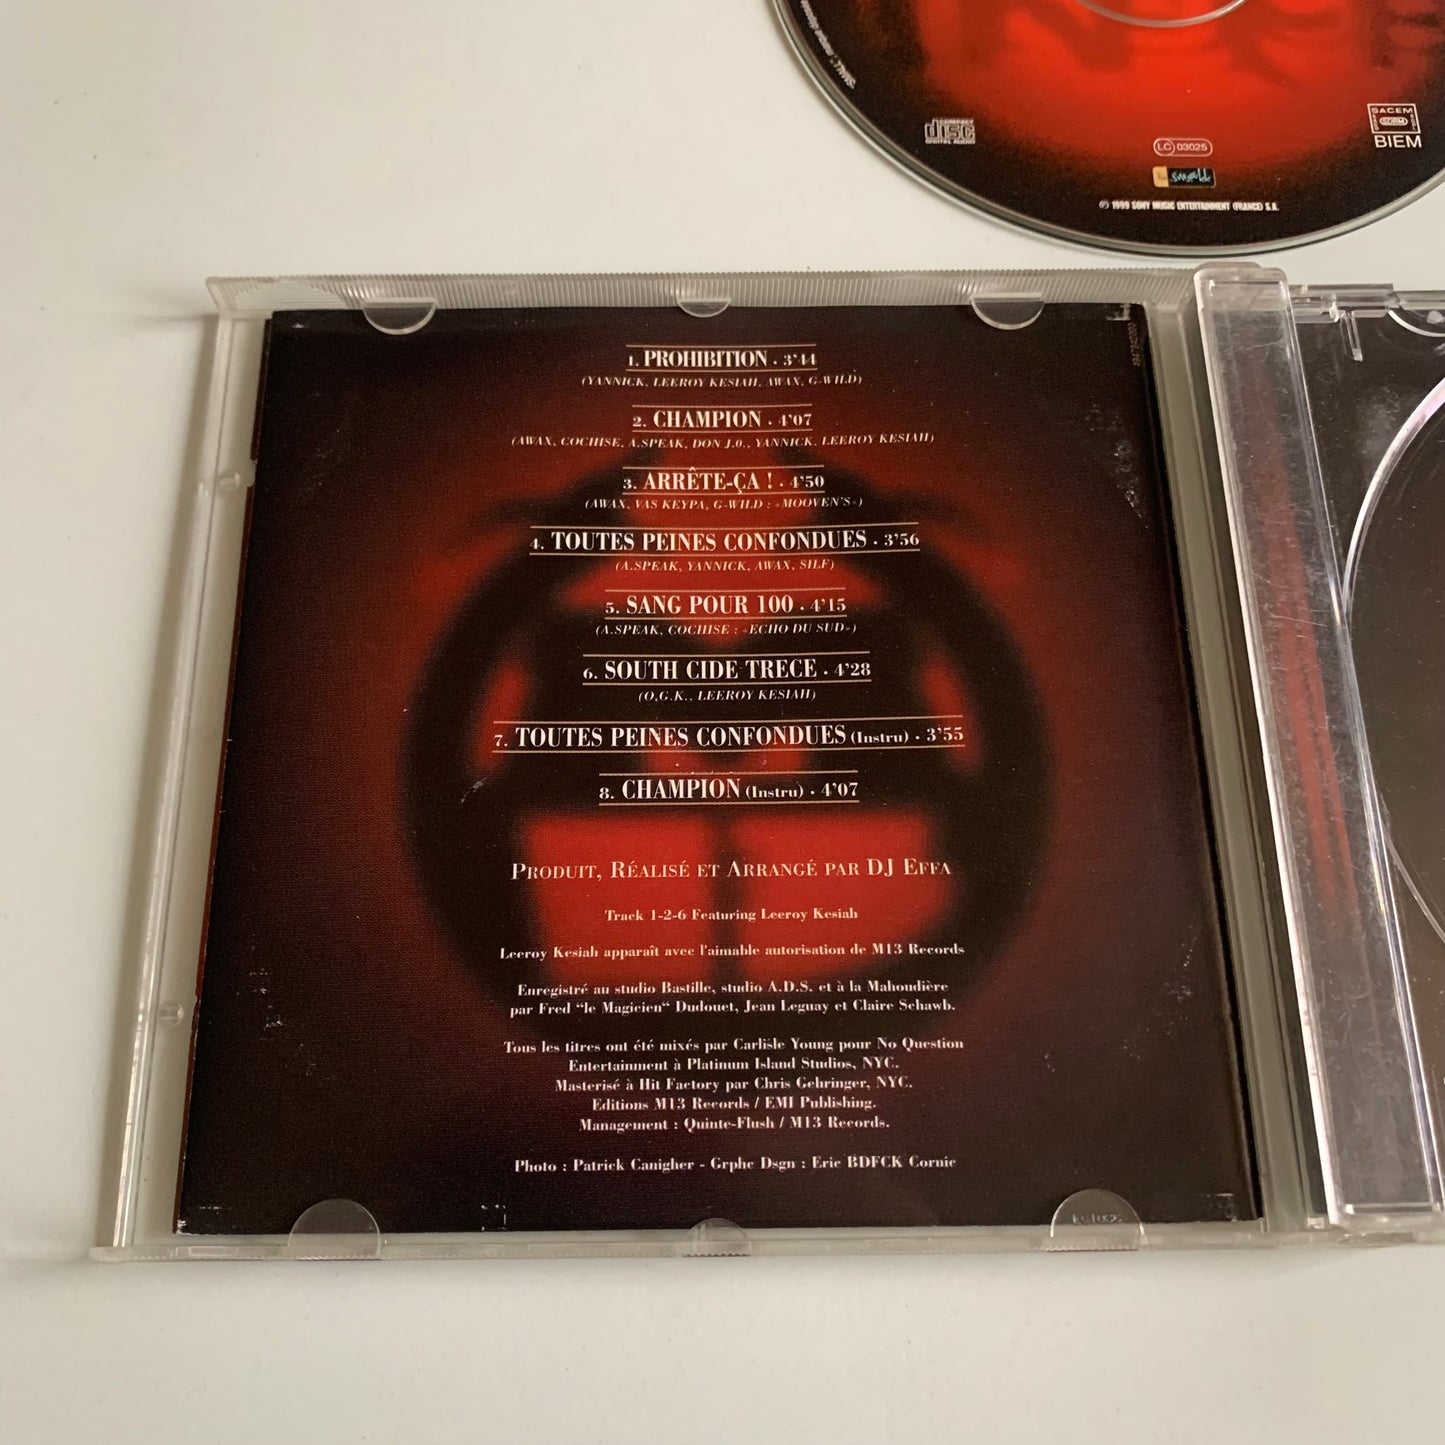 COMPACT
disc
DIGITAL AUDIO
LC 03025
SACEM
BIEM
small
℗ 1999 SONY MUSIC ENTERTAINMENT (FRANCE) S.A.
1. PROHIBITION · 3'44
(YANNICK, LEEROY KESIAH, AWAX, G-WILD)
2. CHAMPION · 4'07
(AWAX, COCHISE, A.SPEAK, DON J.O., YANNICK, LEEROY KESIAH)
3. ARRÊTE-ÇA ! · 4'50
(AWAX, VAS KEYPA, G-WILD : «MOOVEN'S»)
4. TOUTES PEINES CONFONDUES · 3'56
(A.SPEAK, YANNICK, AWAX, SILF)
5. SANG POUR 100 · 4'15
(A.SPEAK, COCHISE : «ECHO DU SUD»)
6. SOUTH CIDE TRECE · 4'28
(O,G.K., LEEROY KESIAH)
7. TOUTES PEINES CONFONDUES (Instru) · 3'55
8. CHAMPION (Instru) · 4'07
PRODUIT, RÉALISÉ ET ARRANGÉ PAR DJ EFFA
Track 1-2-6 Featuring Leeroy Kesiah
Leeroy Kesiah apparaît avec l'aimable autorisation de M13 Records
Enregistré au studio Bastille, studio A.D.S. et à la Mahoudière
par Fred "le Magicien" Dudouet, Jean Leguay et Claire Schawb.
Tous les titres ont été mixés par Carlisle Young pour No Question
Entertainment à Platinum Island Studios, NYC.
Masterisé à Hit Factory par Chris Gehringer, NYC.
Editions M13 Records / EMI Publishing.
Management : Quinte-Flush / M13 Records.
Photo : Patrick Canigher - Grphc Dsgn : Eric BDFCK Cornic